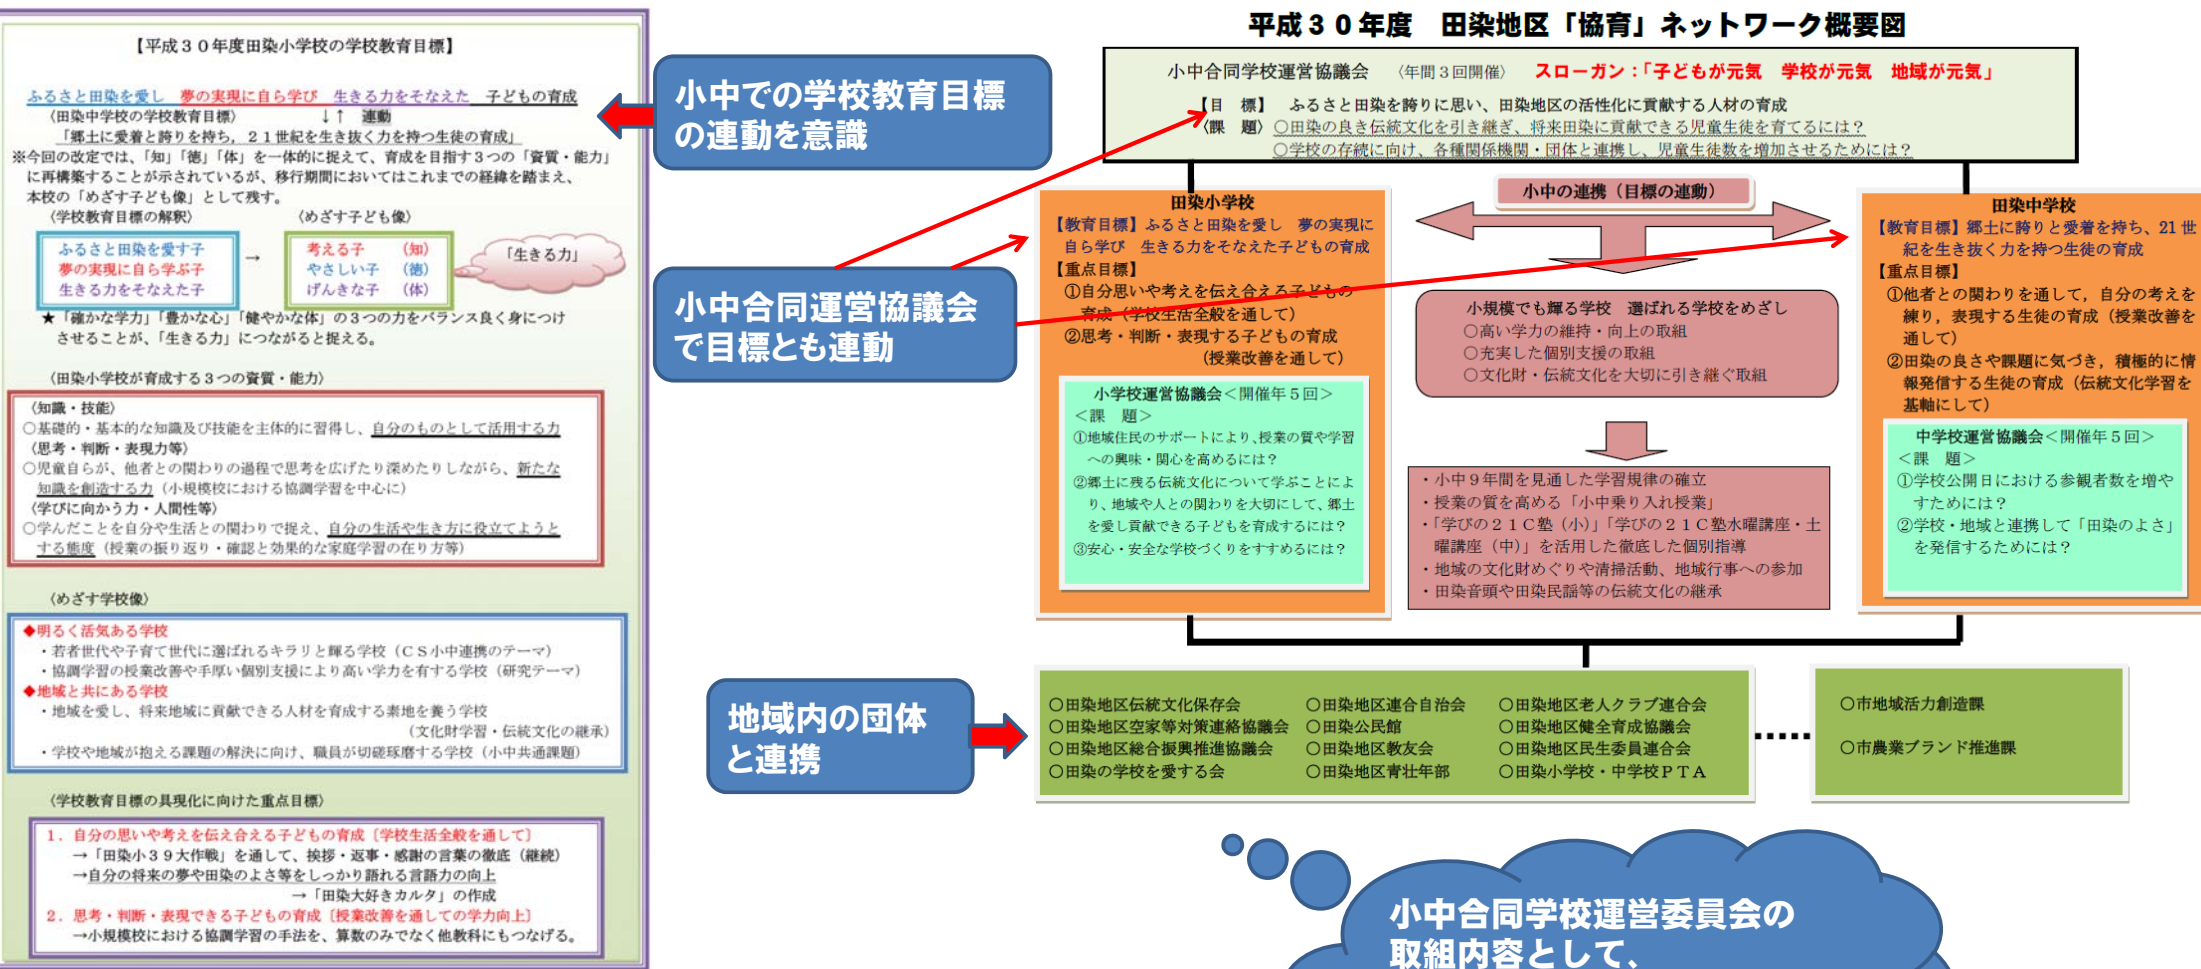 【平成３０年度田染小学校の学校教育目標】
ふるさと田染を愛し　夢の実現に自ら学び　生きる力をそなえた　子どもの育成
〈田染中学校の学校教育目標〉　↓↑　連動
「郷土に愛着と誇りを持ち，２１世紀を生き抜く力を持つ生徒の育成」
※今回の改定では、「知」「徳」「体」を一体的に捉えて、育成を目指す３つの「資質・能力」
に再構築することが示されているが、移行期間においてはこれまでの経緯を踏まえ、
本校の「めざす子ども像」として残す。
〈学校教育目標の解釈〉　〈めざす子ども像〉
ふるさと田染を愛す子
夢の実現に自ら学ぶ子
生きる力をそなえた子
→
考える子　（知）
やさしい子　（徳）
げんきな子　（体）
「生きる力」
★「確かな学力」「豊かな心」「健やかな体」の３つの力をバランス良く身につけ
させることが、「生きる力」につながると捉える。
〈田染小学校が育成する３つの資質・能力〉
〈知識・技能〉
○基礎的・基本的な知識及び技能を主体的に習得し、自分のものとして活用する力
〈思考・判断・表現力等〉
○児童自らが、他者との関わりの過程で思考を広げたり深めたりしながら、新たな
知識を創造する力（小規模校における協調学習を中心に）
〈学びに向かう力・人間性等〉
○学んだことを自分や生活との関わりで捉え、自分の生活や生き方に役立てようと
する態度（授業の振り返り・確認と効果的な家庭学習の在り方等）
〈めざす学校像〉
◆明るく活気ある学校
・若者世代や子育て世代に選ばれるキラリと輝る学校（ＣＳ小中連携のテーマ）
・協調学習の授業改善や手厚い個別支援により高い学力を有する学校（研究テーマ）
◆地域と共にある学校
・地域を愛し、将来地域に貢献できる人材を育成する素地を養う学校
（文化財学習・伝統文化の継承）
・学校や地域が抱える課題の解決に向け、職員が切磋琢磨する学校（小中共通課題）
〈学校教育目標の具現化に向けた重点目標〉
１．自分の思いや考えを伝え合える子どもの育成〔学校生活全般を通して〕
→「田染小３９大作戦」を通して、挨拶・返事・感謝の言葉の徹底（継続）
→自分の将来の夢や田染のよさ等をしっかり語れる言語力の向上
→「田染大好きカルタ」の作成
２．思考・判断・表現できる子どもの育成〔授業改善を通しての学力向上〕
→小規模校における協調学習の手法を、算数のみでなく他教科にもつなげる。
小中での学校教育目標
の連動を意識
小中合同運営協議会
で目標とも連動
地域内の団体
と連携
平成３０年度　田染地区「協育」ネットワーク概要図
小中合同学校運営協議会　〈年間３回開催〉　スローガン：「子どもが元気　学校が元気　地域が元気」
【目　標】　ふるさと田染を誇りに思い、田染地区の活性化に貢献する人材の育成
〈課　題〉○田染の良き伝統文化を引き継ぎ、将来田染に貢献できる児童生徒を育てるには？
○学校の存続に向け、各種関係機関・団体と連携し、児童生徒数を増加させるためには？
田染小学校
【教育目標】ふるさと田染を愛し　夢の実現に
自ら学び　生きる力をそなえた子どもの育成
【重点目標】
①自分思いや考えを伝え合える子どもの
育成（学校生活全般を通して）
②思考・判断・表現する子どもの育成
（授業改善を通して）
小学校運営協議会＜開催年５回＞
＜課　題＞
①地域住民のサポートにより、授業の質や学習
への興味・関心を高めるには？
②郷土に残る伝統文化について学ぶことによ
り、地域や人との関わりを大切にして、郷土
を愛し貢献できる子どもを育成するには？
③安心・安全な学校づくりをすすめるには？
小中の連携（目標の連動）
小規模でも輝る学校　選ばれる学校をめざし
○高い学力の維持・向上の取組
○充実した個別支援の取組
○文化財・伝統文化を大切に引き継ぐ取組
・小中９年間を見通した学習規律の確立
・授業の質を高める「小中乗り入れ授業」
・「学びの２１Ｃ塾（小）」「学びの２１Ｃ塾水曜講座・土
曜講座（中）」を活用した徹底した個別指導
・地域の文化財めぐりや清掃活動、地域行事への参加
・田染音頭や田染民謡等の伝統文化の継承
田染中学校
【教育目標】郷土に誇りと愛着を持ち、21 世
紀を生き抜く力を持つ生徒の育成
【重点目標】
①他者との関わりを通して，自分の考えを
練り，表現する生徒の育成（授業改善を
通して）
②田染の良さや課題に気づき，積極的に情
報発信する生徒の育成（伝統文化学習を
基軸にして）
中学校運営協議会＜開催年５回＞
＜課　題＞
①学校公開日における参観者数を増や
すためには？
②学校・地域と連携して「田染のよさ」
を発信するためには？
○田染地区伝統文化保存会　○田染地区連合自治会　○田染地区老人クラブ連合会
○田染地区空家等対策連絡協議会　○田染公民館　○田染地区健全育成協議会
○田染地区総合振興推進協議会　○田染地区教友会　○田染地区民生委員連合会
○田染の学校を愛する会　○田染地区青壮年部　○田染小学校・中学校ＰＴＡ
○市地域活力創造課
○市農業ブランド推進課
小中合同学校運営委員会の
取組内容として、